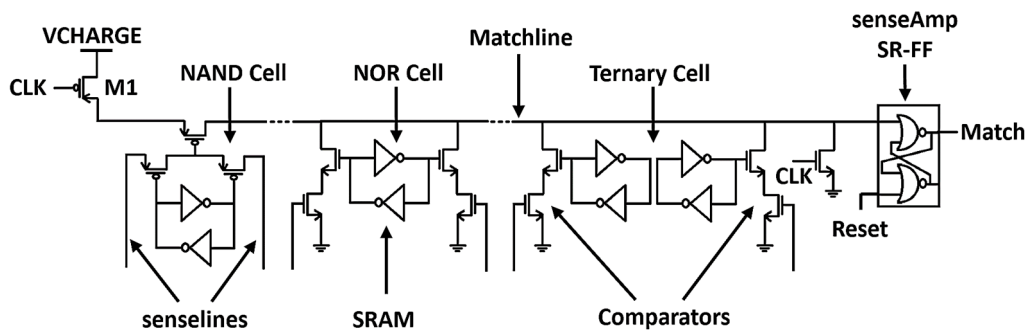 senseAmp
SR-FF
VCHARGE
Matchline
CLK
M1
NAND Cell
NOR Cell
Ternary Cell
Match
CLK
Reset
senselines
SRAM
Comparators